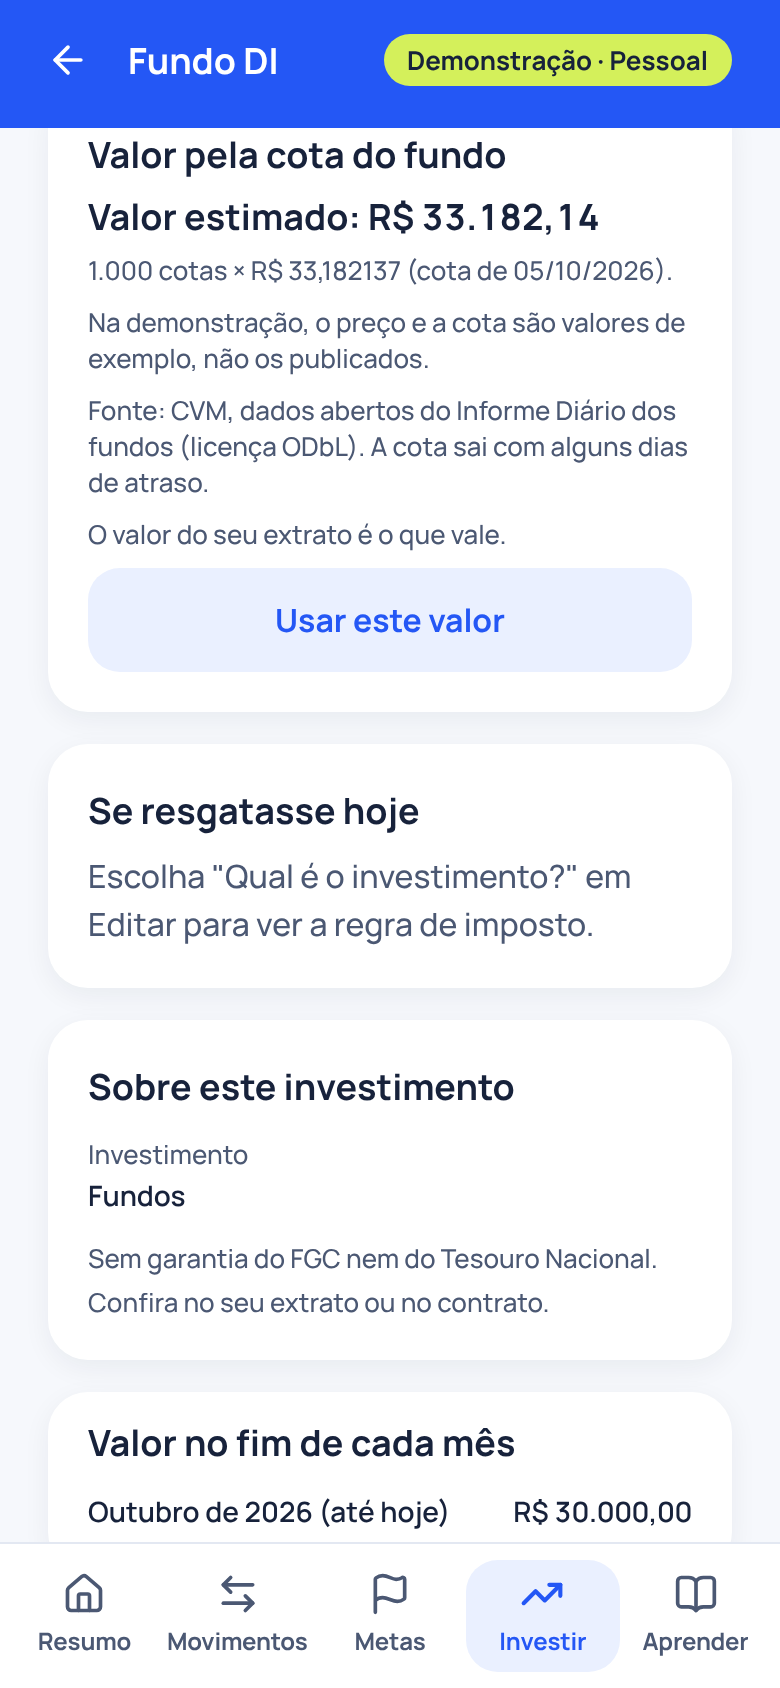 Fundo DI
Demonstração · Pessoal
Valor pela cota do fundo
Valor estimado: R$ 33.182,14
1.000 cotas × R$ 33,182137 (cota de 05/10/2026).
Na demonstração, o preço e a cota são valores de
exemplo, não os publicados.
Fonte: CVM, dados abertos do Informe Diário dos
fundos (licença ODbL). A cota sai com alguns dias
de atraso.
O valor do seu extrato é o que vale.
Usar este valor
Se resgatasse hoje
Escolha "Qual é o investimento?" em
Editar para ver a regra de imposto.
Sobre este investimento
Investimento
Fundos
Sem garantia do FGC nem do Tesouro Nacional.
Confira no seu extrato ou no contrato.
Valor no fim de cada mês
Outubro de 2026 (até hoje) R$ 30.000,00
Resumo Movimentos Metas Investir Aprender